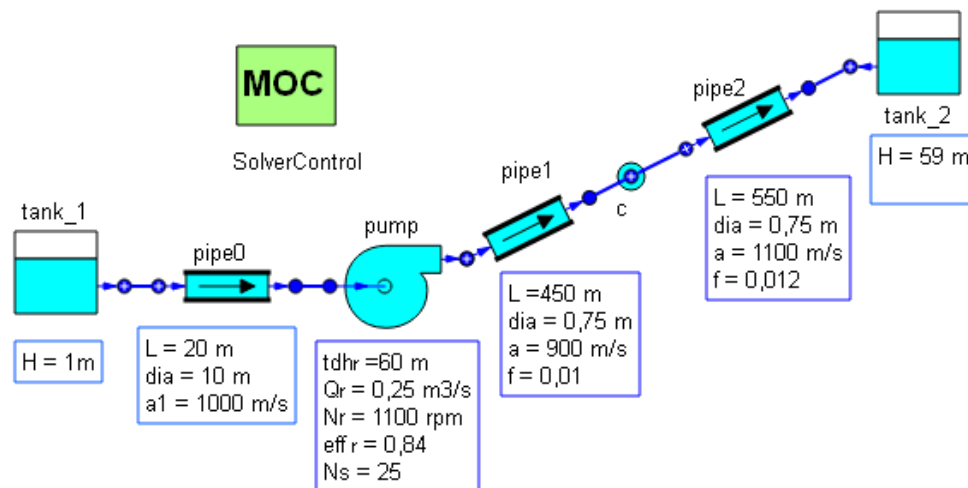 MOC
SolverControl
tank_1
H = 1m
pipe0
L = 20 m
dia = 10 m
a1 = 1000 m/s
pump
tdhr =60 m
Qr = 0,25 m3/s
Nr = 1100 rpm
eff r = 0,84
Ns = 25
pipe1
L =450 m
dia = 0,75 m
a = 900 m/s
f = 0,01
c
pipe2
L = 550 m
dia = 0,75 m
a = 1100 m/s
f = 0,012
tank_2
H = 59 m